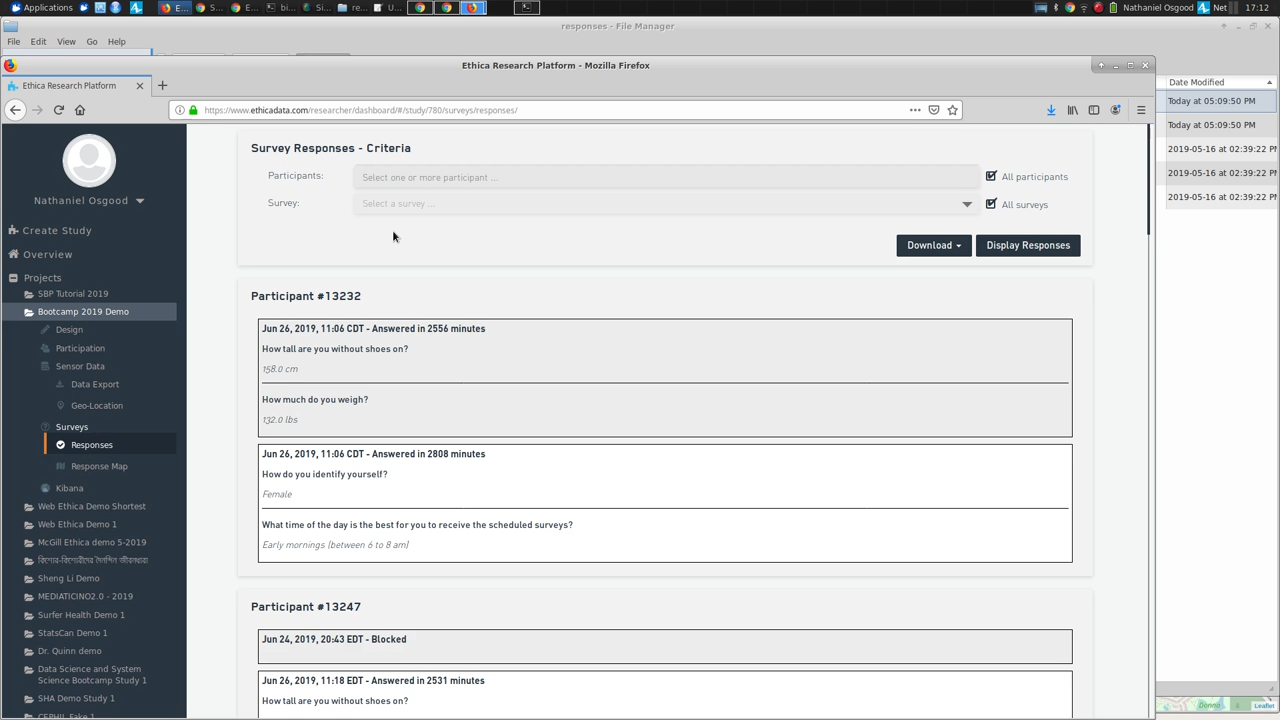 Applications
Nathaniel Osgood
Net
17:12
responses - File Manager
File Edit View Go Help
Ethica Research Platform - Mozilla Firefox
Ethica Research Platform
https://www.ethicadata.com/researcher/dashboard/#/study/780/surveys/responses/
Date Modified
Today at 05:09:50 PM
Today at 05:09:50 PM
2019-05-16 at 02:39:22 PM
2019-05-16 at 02:39:22 PM
2019-05-16 at 02:39:22 PM
Nathaniel Osgood
Create Study
Overview
Projects
SBP Tutorial 2019
Bootcamp 2019 Demo
Design
Participation
Sensor Data
Data Export
Geo-Location
Surveys
Responses
Response Map
Kibana
Web Ethica Demo Shortest
Web Ethica Demo 1
McGill Ethica demo 5-2019
কিশোর-কিশোরীদের দৈনন্দিন জীবনধারা
Sheng Li Demo
MEDIATICINO2.0 - 2019
Surfer Health Demo 1
StatsCan Demo 1
Dr. Quinn demo
Data Science and System
Science Bootcamp Study 1
SHA Demo Study 1
CEPHIL Fake 1
Survey Responses - Criteria
Participants:
Select one or more participant ...
All participants
Survey:
Select a survey ...
All surveys
Download
Display Responses
Participant #13232
Jun 26, 2019, 11:06 CDT - Answered in 2556 minutes
How tall are you without shoes on?
158.0 cm
How much do you weigh?
132.0 lbs
Jun 26, 2019, 11:06 CDT - Answered in 2808 minutes
How do you identify yourself?
Female
What time of the day is the best for you to receive the scheduled surveys?
Early mornings [between 6 to 8 am]
Participant #13247
Jun 24, 2019, 20:43 EDT - Blocked
Jun 26, 2019, 11:18 EDT - Answered in 2531 minutes
How tall are you without shoes on?
Leaflet